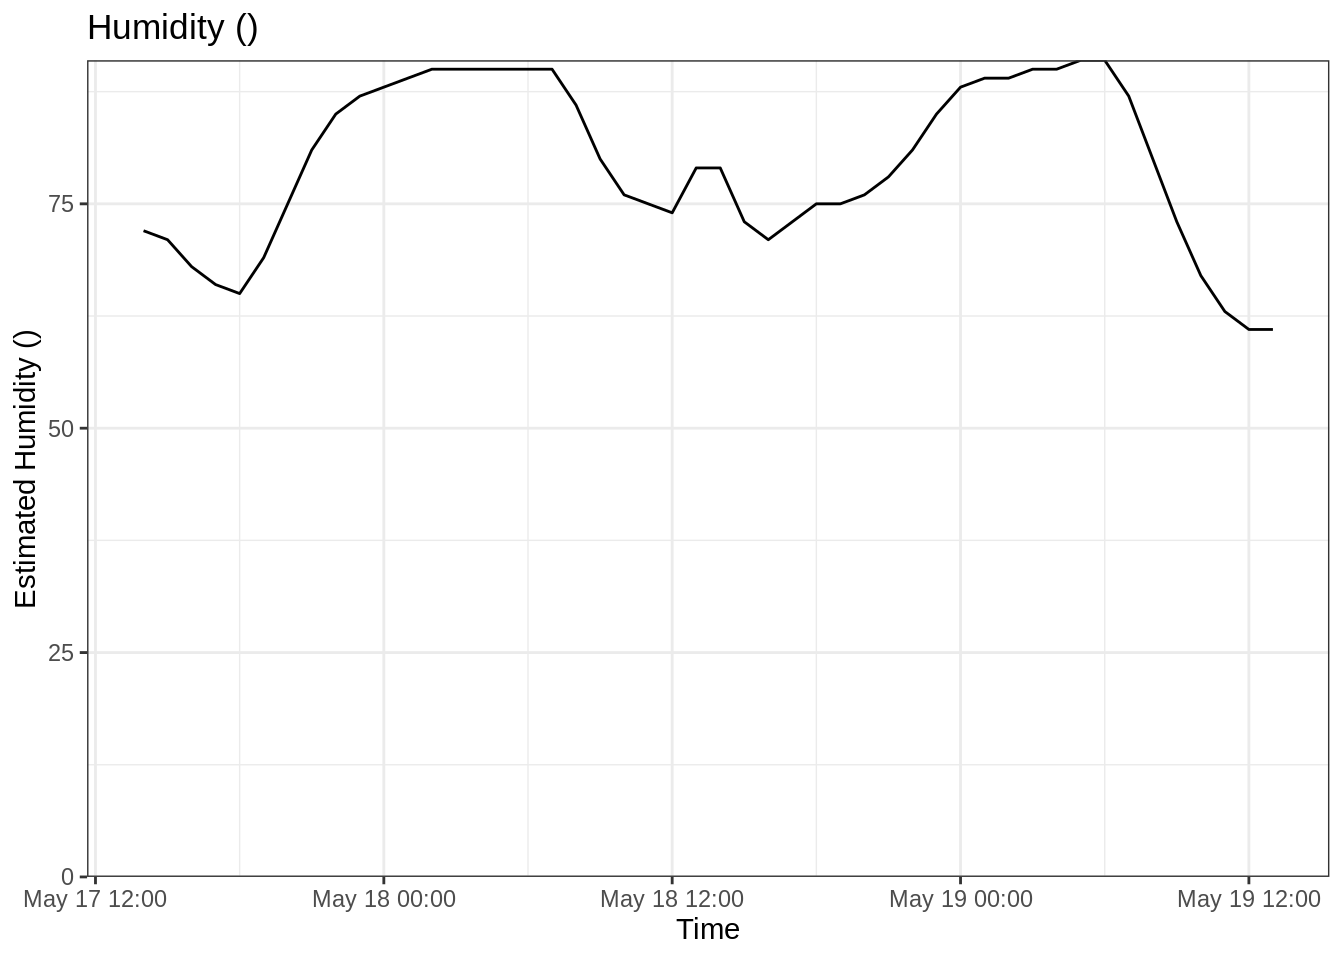 Humidity ()
Estimated Humidity ()
75
50
25
0
May 17 12:00
May 18 00:00
May 18 12:00
May 19 00:00
May 19 12:00
Time